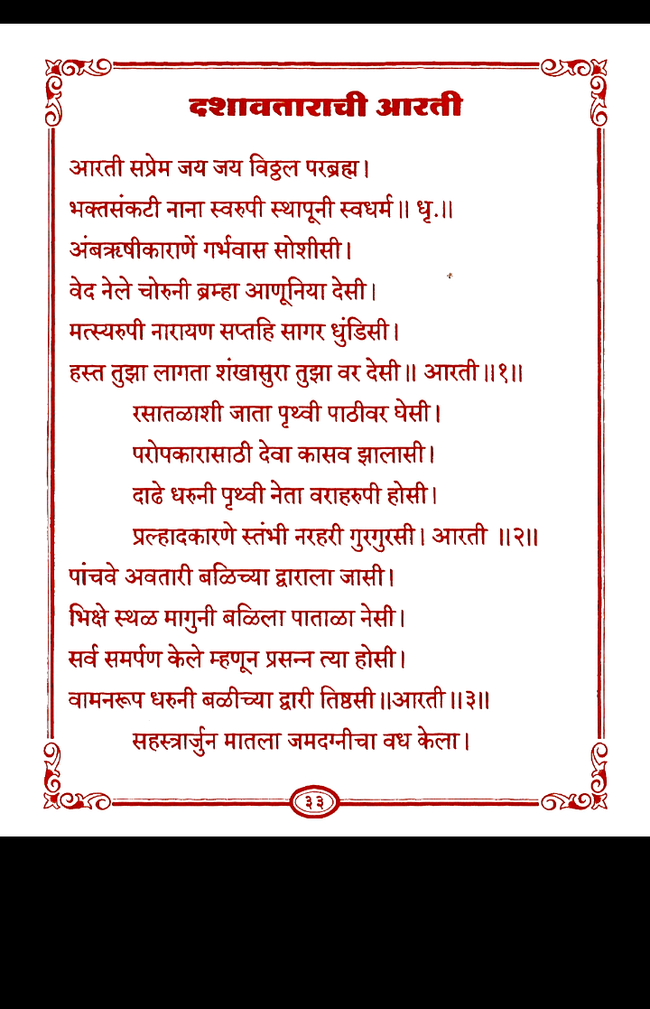 दशावताराची आरती
आरती सप्रेम जय जय विठ्ठल परब्रह्म।
भक्तसंकटी नाना स्वरुपी स्थापूनी स्वधर्म॥ धृ.॥
अंबऋषीकाराणें गर्भवास सोशीसी।
वेद नेले चोरुनी ब्रम्हा आणूनिया देसी।
मत्स्यरुपी नारायण सप्तहि सागर धुंडिसी।
हस्त तुझा लागता शंखासुरा तुझा वर देसी॥ आरती॥१॥
रसातळाशी जाता पृथ्वी पाठीवर घेसी।
परोपकारासाठी देवा कासव झालासी।
दाढे धरुनी पृथ्वी नेता वराहरुपी होसी।
प्रल्हादकारणे स्तंभी नरहरी गुरगुरसी। आरती ॥२॥
पांचवे अवतारी बळिच्या द्वाराला जासी।
भिक्षे स्थळ मागुनी बळिला पाताळा नेसी।
सर्व समर्पण केले म्हणून प्रसन्न त्या होसी।
वामनरूप धरुनी बळीच्या द्वारी तिष्ठसी॥आरती॥३॥
सहस्त्रार्जुन मातला जमदग्नीचा वध केला।
३३